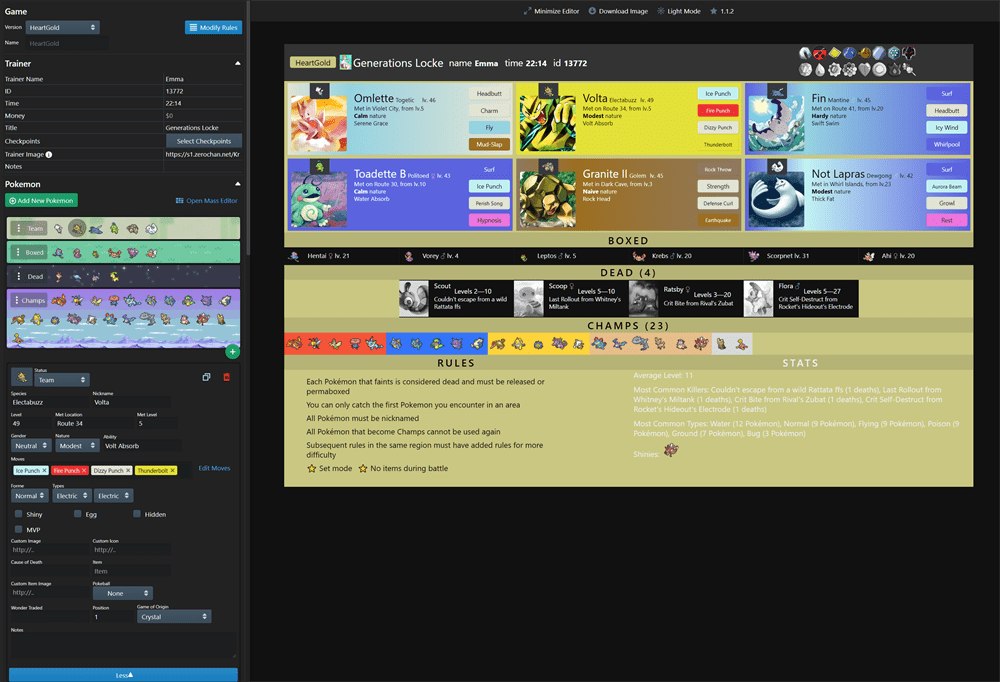 Game
Version HeartGold Modify Rules
Name HeartGold
Trainer
Trainer Name Emma
ID 13772
Time 22:14
Money $0
Title Generations Locke
Checkpoints Select Checkpoints
Trainer Image https://s1.zerochan.net/Kr
Notes
Pokemon
Add New Pokemon Open Mass Editor
Team
Boxed
Dead
Champs
Status
Team
Species Nickname
Electabuzz Volta
Level Met Location Met Level
49 Route 34, from 5
Gender Nature Ability
Neutral Modest Volt Absorb
Moves
Ice Punch Fire Punch Dizzy Punch Thunderbolt Edit Moves
Forme Types
Normal Electric Electric
Shiny Egg Hidden
MVP
Custom Image Custom Icon
http://.. http://..
Cause of Death Item
Item
Custom Item Image Pokeball
http://.. None
Wonder Traded Position Game of Origin
1 Crystal
Notes
Less
Minimize Editor Download Image Light Mode 1.1.2
HeartGold Generations Locke name Emma time 22:14 id 13772
Omlette Togetic lv. 46
Met in Violet City, from lv.5
Calm nature
Serene Grace
Headbutt
Charm
Fly
Mud-Slap
Volta Electabuzz lv. 49
Met on Route 34, from lv.5
Modest nature
Volt Absorb
Ice Punch
Fire Punch
Dizzy Punch
Thunderbolt
Fin Mantine lv. 45
Met on Route 41, from lv.20
Hardy nature
Swift Swim
Surf
Headbutt
Icy Wind
Whirlpool
Toadette B Politoed ♀ lv. 43
Met on Route 30, from lv.10
Calm nature
Water Absorb
Surf
Ice Punch
Perish Song
Hypnosis
Granite II Golem lv. 45
Met in Dark Cave, from lv.3
Naive nature
Rock Head
Rock Throw
Strength
Defense Curl
Earthquake
Not Lapras Dewgong lv. 42
Met in Whirl Islands, from lv.23
Modest nature
Thick Fat
Surf
Aurora Beam
Growl
Rest
BOXED
Hentai ♀ lv. 21 Vorey ♂ lv. 4 Leptos ♂ lv. 5 Krebs ♂ lv. 20 Scorpnet lv. 31 Ahi ♀ lv. 20
DEAD (4)
Scout Levels 2—10
Couldn't escape from a wild
Rattata ffs
Scoop ♀ Levels 5—10
Last Rollout from Whitney's
Miltank
Ratsby ♀ Levels 3—20
Crit Bite from Rival's Zubat
Flora ♂ Levels 5—27
Crit Self-Destruct from
Rocket's Hideout's Electrode
CHAMPS (23)
RULES
Each Pokémon that faints is considered dead and must be released or
permaboxed
You can only catch the first Pokemon you encounter in an area
All Pokémon must be nicknamed
All Pokémon that become Champs cannot be used again
Subsequent rules in the same region must have added rules for more
difficulty
Set mode No items during battle
STATS
Average Level: 11
Most Common Killers: Couldn't escape from a wild Rattata ffs (1 deaths), Last Rollout from
Whitney's Miltank (1 deaths), Crit Bite from Rival's Zubat (1 deaths), Crit Self-Destruct from
Rocket's Hideout's Electrode (1 deaths)
Most Common Types: Water (12 Pokémon), Normal (9 Pokémon), Flying (9 Pokémon), Poison (9
Pokémon), Ground (7 Pokémon), Bug (3 Pokémon)
Shinies: